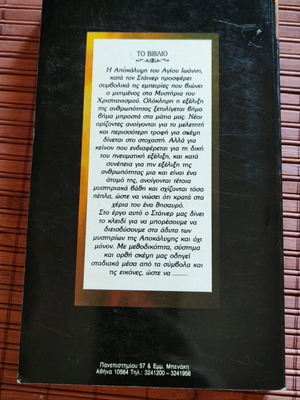 ΤΟ ΒΙΒΛΙΟ
Η Αποκάλυψη του Αγίου Ιωάννη,
κατά τον Στάινερ προσφέρει
συμβολικά τις εμπειρίες που βιώνει
ο μυημένος στα Μυστήρια του
Χριστιανισμού. Ολόκληρη η εξέλιξη
της ανθρωπότητας ξετυλίγεται βήμα
βήμα μπροστά στα μάτια μας. Νέοι
ορίζοντες ανοίγονται για το μελετητή
και περισσότερη τροφή για σκέψη
δίνεται στο στοχαστή. Αλλά για
κείνον που ενδιαφέρεται για τη δική
του πνευματική εξέλιξη, και κατά
συνέπεια για την εξέλιξη της
ανθρωπότητας μια και είναι ένα
άτομό της, ανοίγονται τέτοια
μυστηριακά βάθη και σχίζονται τόσα
πέπλα, ώστε να νιώσει ότι κρατά στα
χέρια του ένα θησαυρό.
Στο έργο αυτό ο Στάινερ μας δίνει
το κλειδί για να μπορέσουμε να
διεισδύσουμε στα άδυτα των
μυστηρίων της Αποκάλυψης και όχι
μόνον. Με μεθοδικότητα, σύστημα
και ορθή σκέψη μας οδηγεί
σταδιακά μέσα από τα σύμβολα και
τις εικόνες, ώστε να .........
Πανεπιστημίου 57 & Εμμ. Μπενάκη
Αθήνα 10564 Τηλ.: 3241200 - 3241958